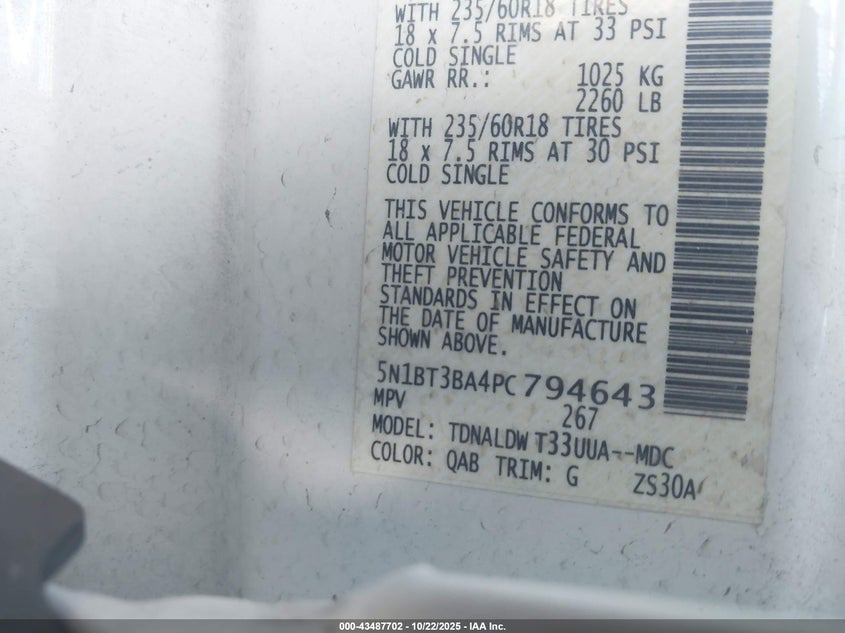 WITH 235/60R18 TIRES
18 x 7.5 RIMS AT 33 PSI
COLD SINGLE
GAWR RR.: 1025 KG
2260 LB
WITH 235/60R18 TIRES
18 x 7.5 RIMS AT 30 PSI
COLD SINGLE
THIS VEHICLE CONFORMS TO
ALL APPLICABLE FEDERAL
MOTOR VEHICLE SAFETY AND
THEFT PREVENTION
STANDARDS IN EFFECT ON
THE DATE OF MANUFACTURE
SHOWN ABOVE.
5N1BT3BA4PC794643
MPV 267
MODEL: TDNALDWT33UUA--MDC
COLOR: QAB TRIM: G ZS30A
000-43487702 - 10/22/2025 - IAA Inc.